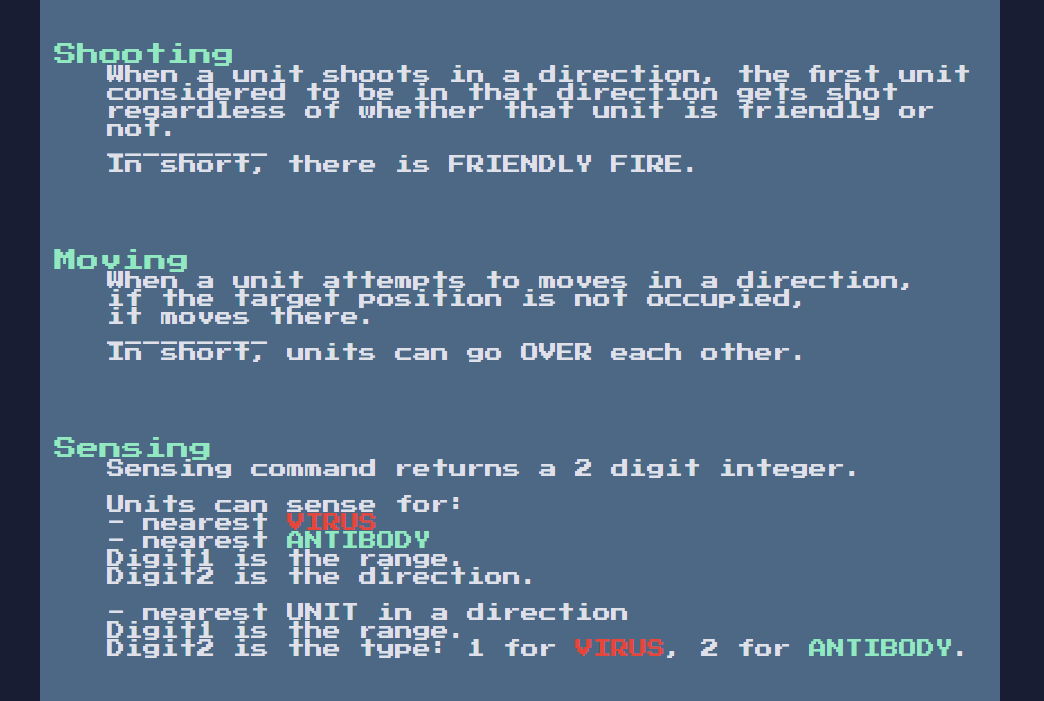 Shooting
When a unit shoots in a direction, the first unit
considered to be in that direction gets shot
regardless of whether that unit is friendly or
not.
_________
In short, there is FRIENDLY FIRE.
Moving
When a unit attempts to moves in a direction,
if the target position is not occupied,
it moves there.
_________
In short, units can go OVER each other.
Sensing
Sensing command returns a 2 digit integer.
Units can sense for:
- nearest VIRUS
- nearest ANTIBODY
Digit1 is the range.
Digit2 is the direction.
- nearest UNIT in a direction
Digit1 is the range.
Digit2 is the type: 1 for VIRUS, 2 for ANTIBODY.